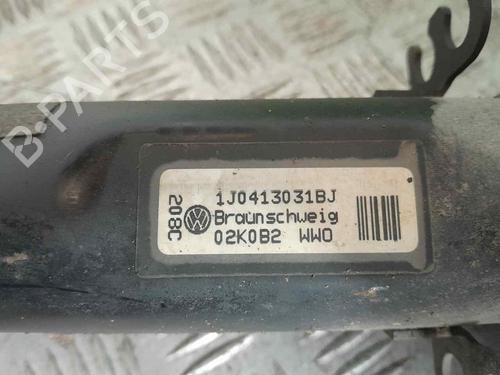 B-PARTS
208C
1J0413031BJ
Braunschweig
02K0B2 WWO